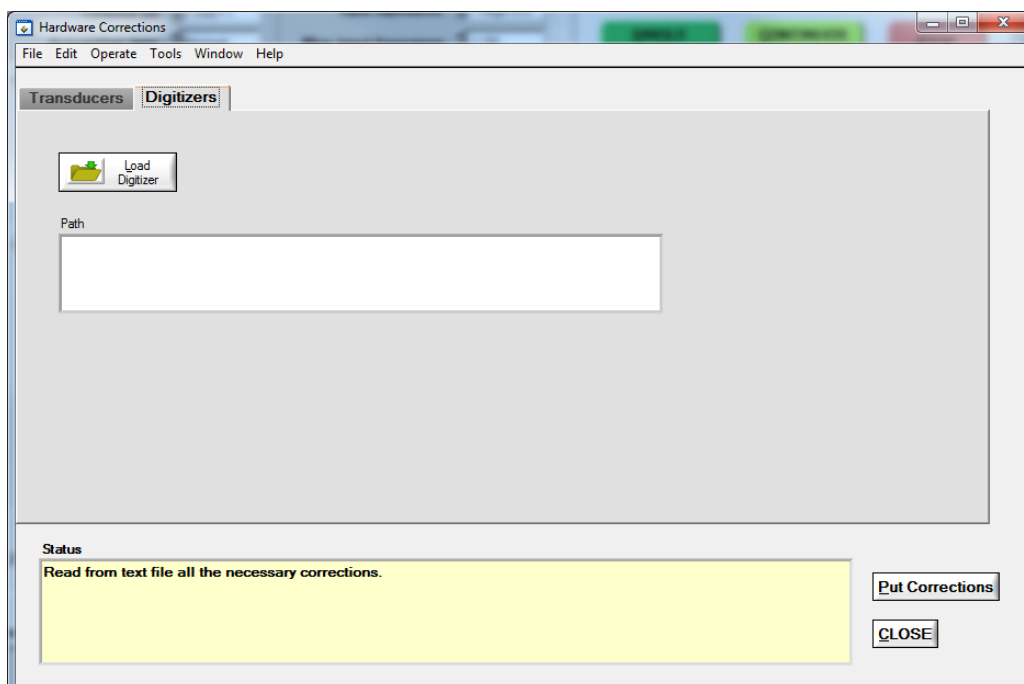 Hardware Corrections
File Edit Operate Tools Window Help
Transducers Digitizers
Load
Digitizer
Path
Status
Read from text file all the necessary corrections.
Put Corrections
CLOSE